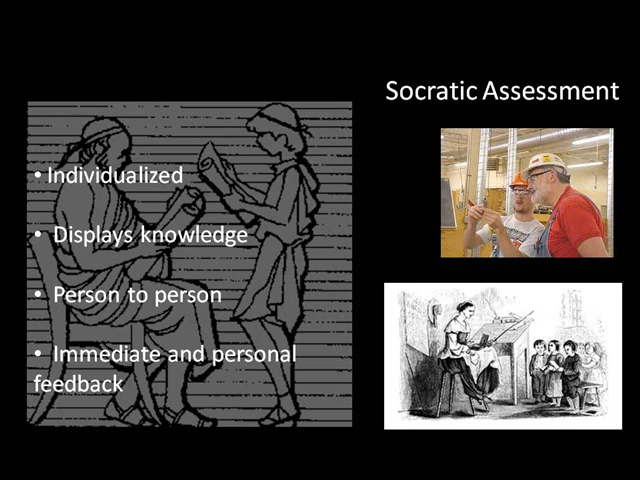 Socratic Assessment
• Individualized
• Displays knowledge
• Person to person
• Immediate and personal
feedback